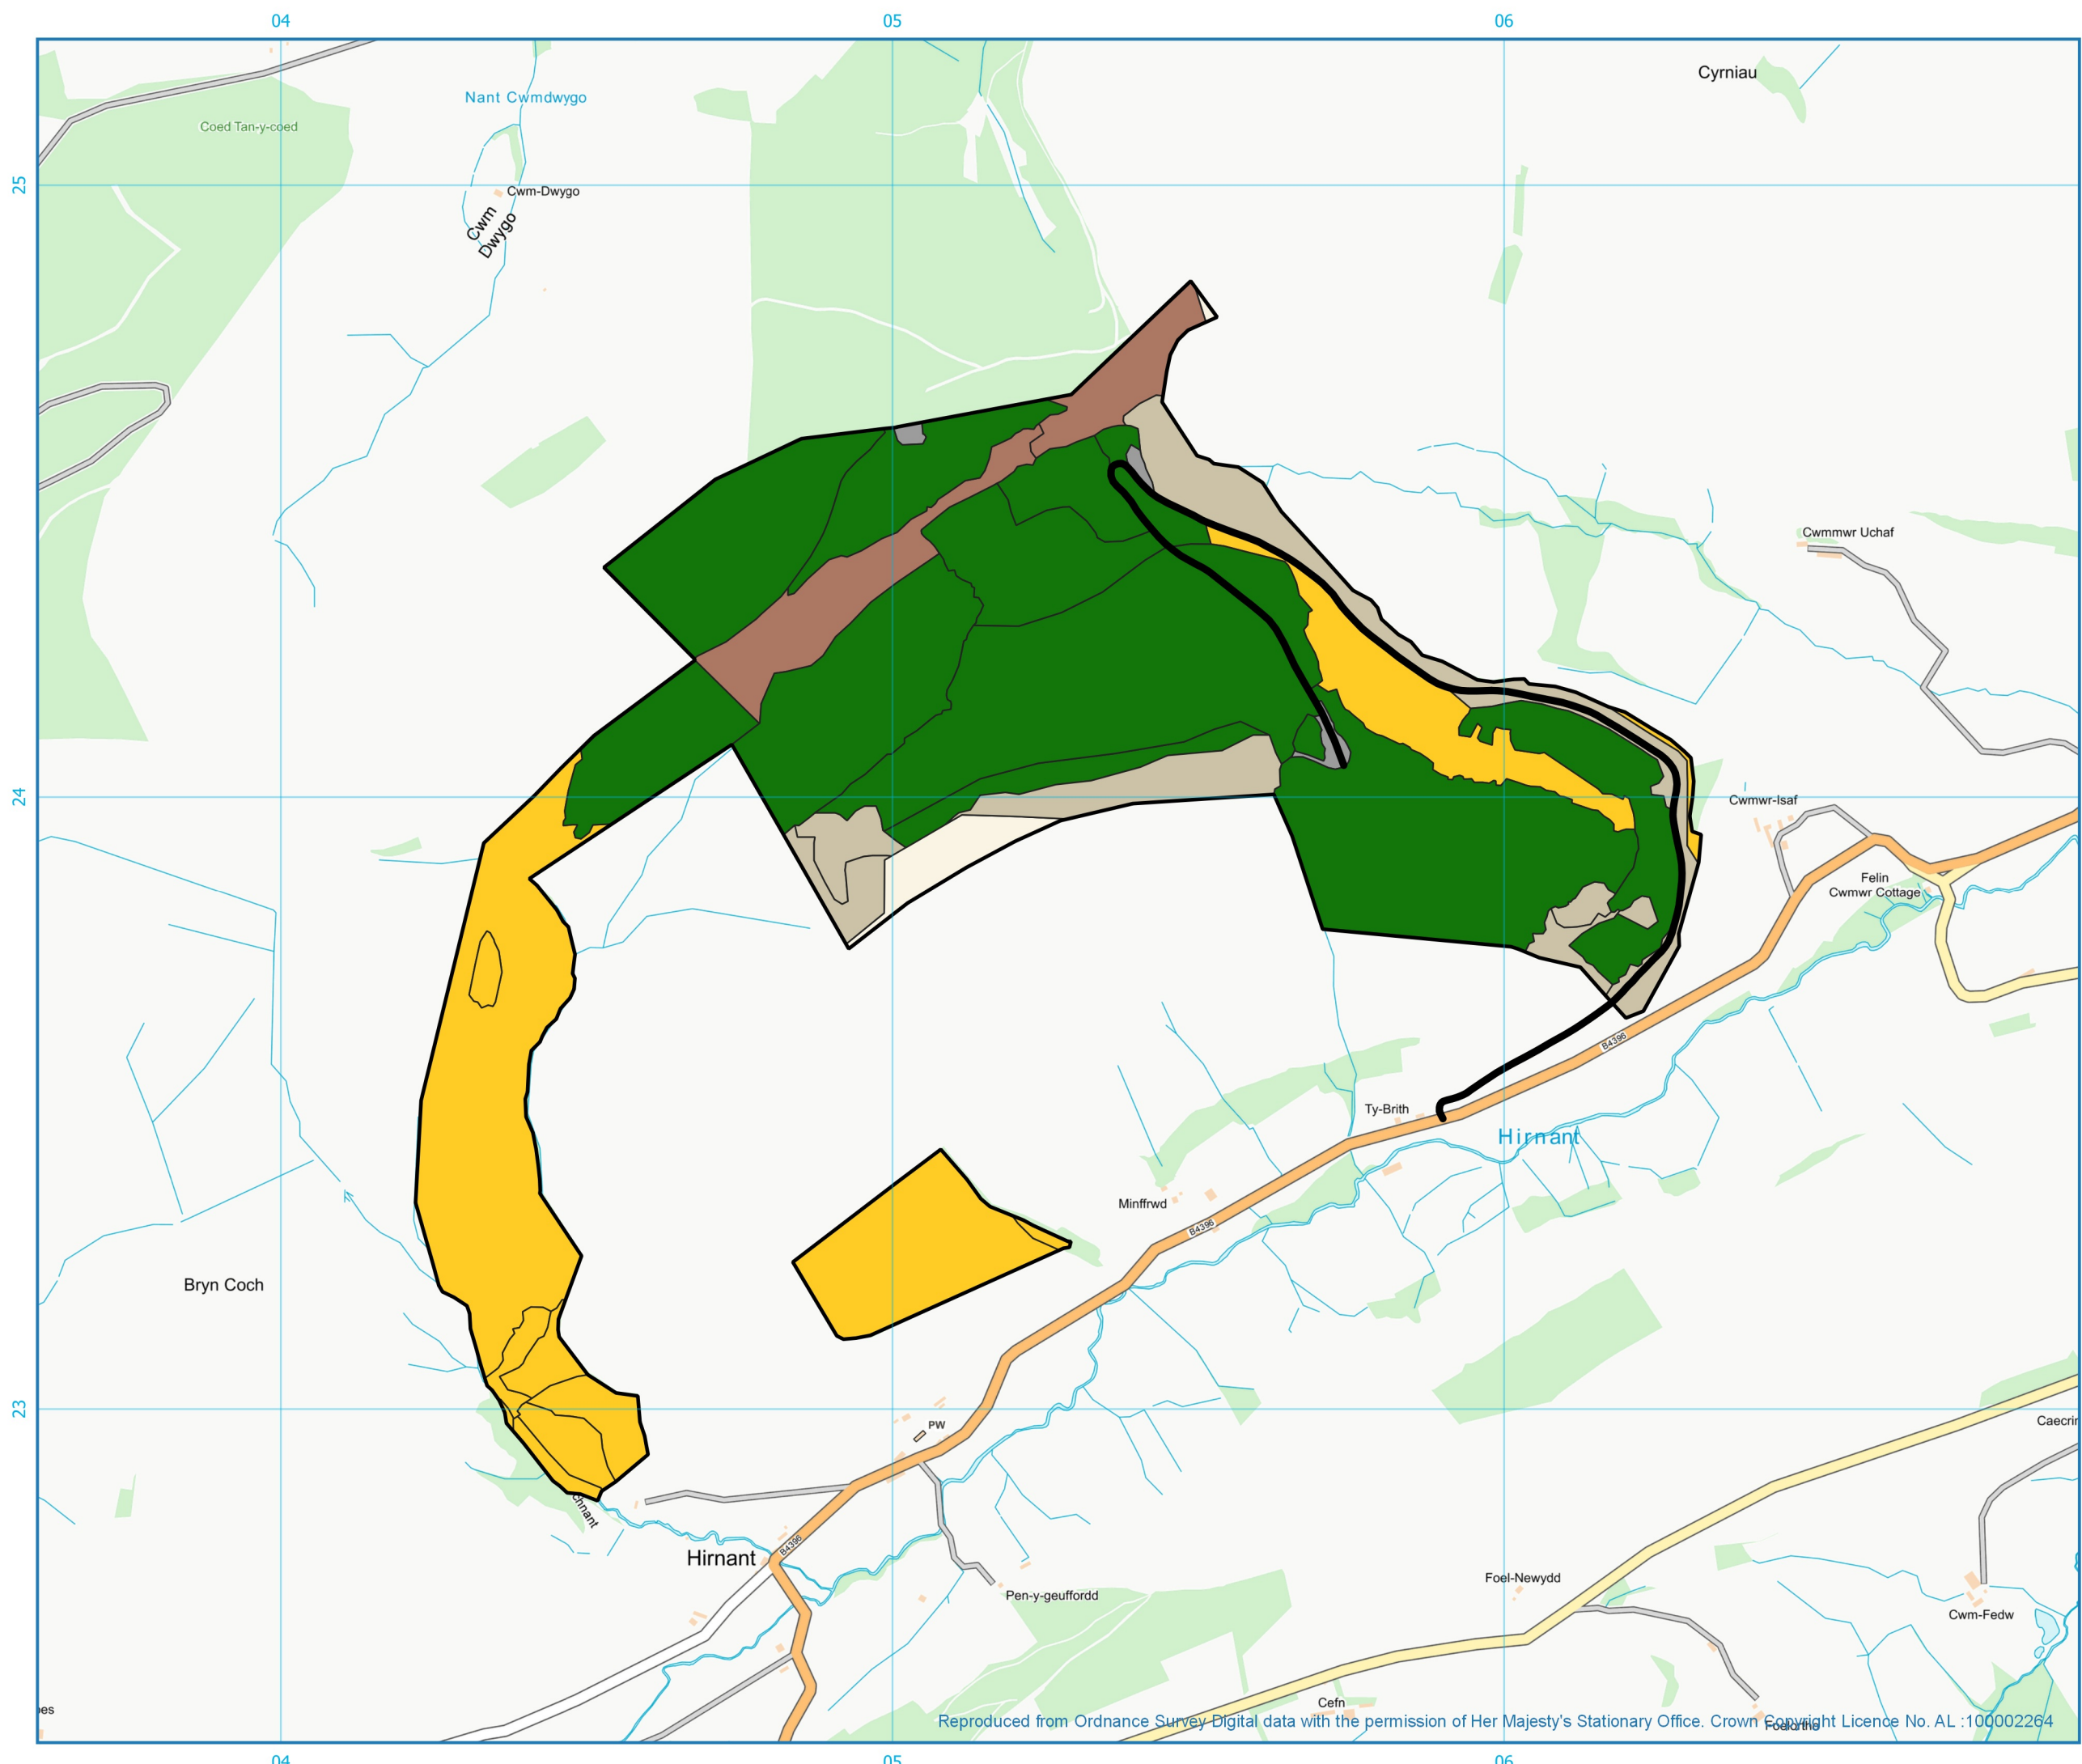 04 05 06
Cyrniau
Nant Cwmdwygo
Coed Tan-y-coed
25
Cwm-Dwygo
Cwm
Dwygo
Cwmmwr Uchaf
24
Cwmwr-Isaf
Felin
Cwmwr Cottage
B4396
Ty-Brith
Hirnant
Minffrwd
B4396
Bryn Coch
23
PW
Caecrir
chnant
B4396
Hirnant
Foel-Newydd
Pen-y-geuffordd
Cwm-Fedw
Cefn
Reproduced from Ordnance Survey Digital data with the permission of Her Majesty's Stationary Office. Crown Copyright Licence No. AL :100002264
04 05 06